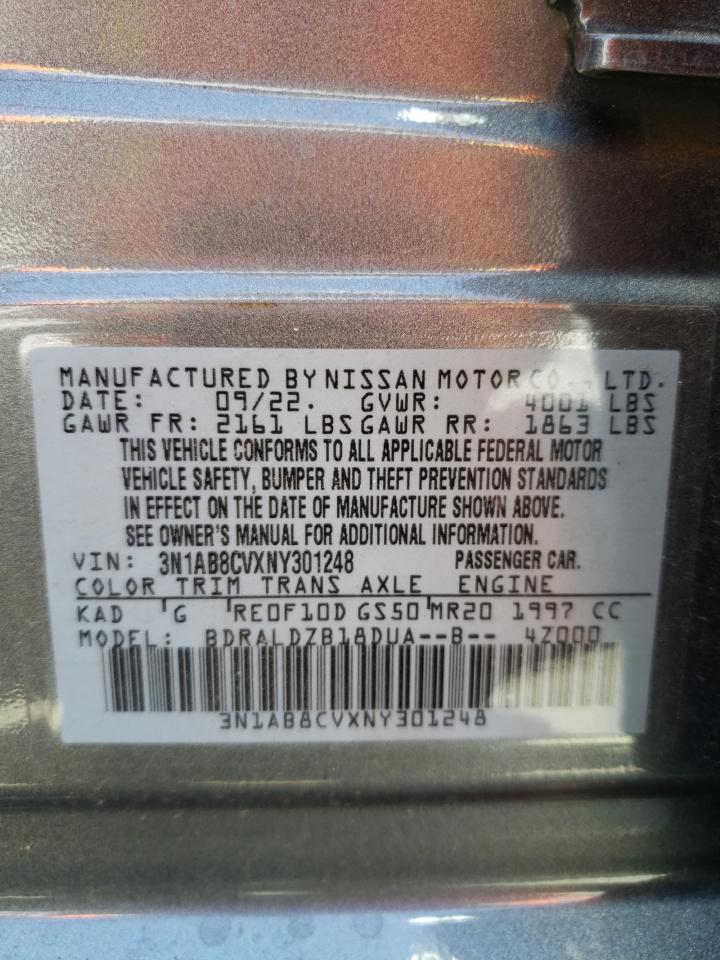 MANUFACTURED BY NISSAN MOTOR CO., LTD.
DATE: 09/22. GVWR: 4001 LBS
GAWR FR: 2161 LBS GAWR RR: 1863 LBS
THIS VEHICLE CONFORMS TO ALL APPLICABLE FEDERAL MOTOR
VEHICLE SAFETY, BUMPER AND THEFT PREVENTION STANDARDS
IN EFFECT ON THE DATE OF MANUFACTURE SHOWN ABOVE.
SEE OWNER'S MANUAL FOR ADDITIONAL INFORMATION.
VIN: 3N1AB8CVXNY301248 PASSENGER CAR.
COLOR TRIM TRANS AXLE ENGINE
KAD G RE0F10D GS50 MR20 1997 CC
MODEL: BDRALDZB18DUA--B-- 4Z000
3N1AB8CVXNY301248